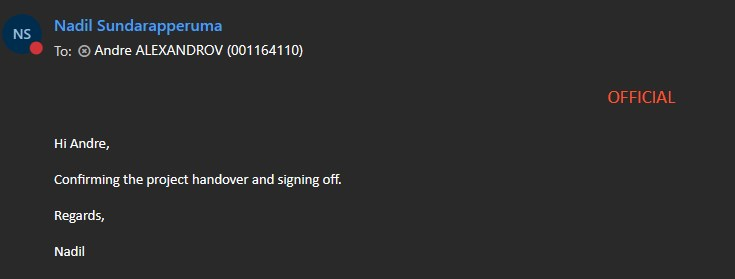 NS
Nadil Sundarapperuma
To: Andre ALEXANDROV (001164110)
OFFICIAL
Hi Andre,
Confirming the project handover and signing off.
Regards,
Nadil